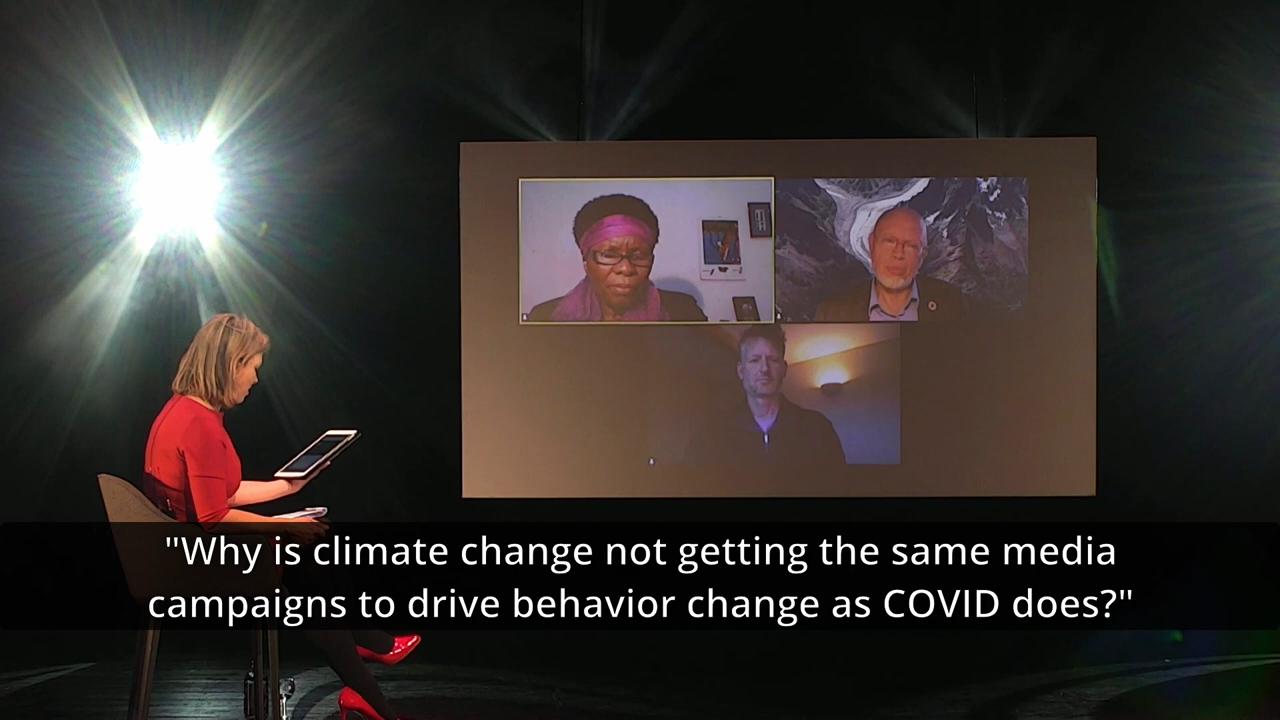 "Why is climate change not getting the same media
campaigns to drive behavior change as COVID does?"